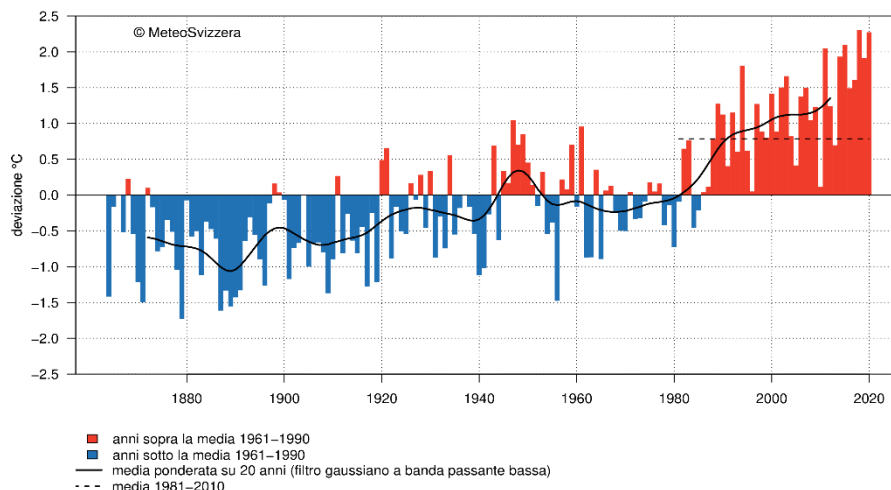 2.5
© MeteoSvizzera
2.0
1.5
1.0
0.5
0.0
−0.5
−1.0
−1.5
−2.0
−2.5
deviazione °C
1880 1900 1920 1940 1960 1980 2000 2020
anni sopra la media 1961−1990
anni sotto la media 1961−1990
media ponderata su 20 anni (filtro gaussiano a banda passante bassa)
media 1981−2010